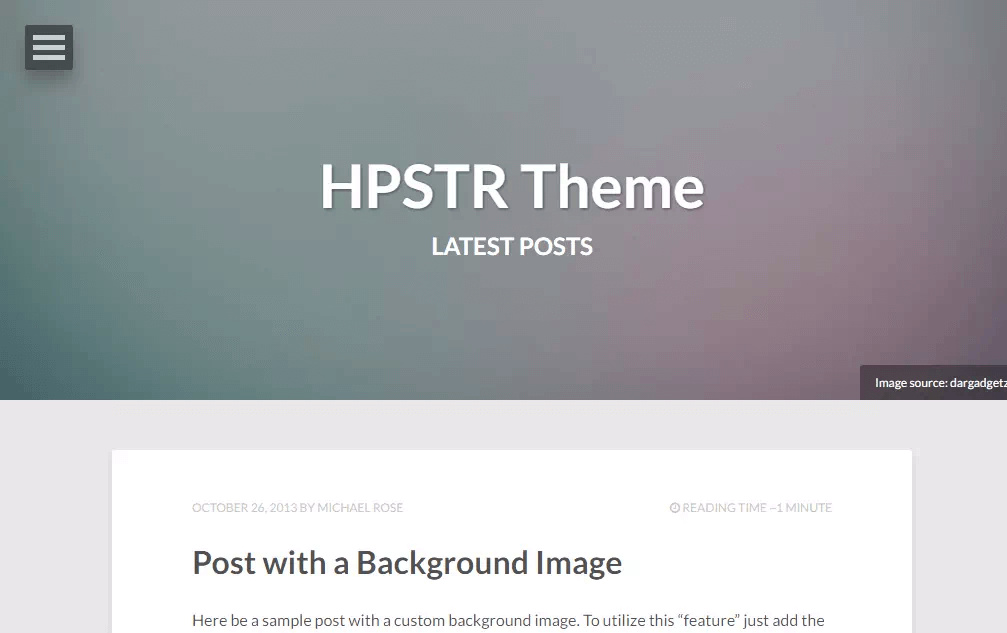 HPSTR Theme
LATEST POSTS
Image source: dargadgetz
OCTOBER 26, 2013 BY MICHAEL ROSE
READING TIME ~1 MINUTE
Post with a Background Image
Here be a sample post with a custom background image. To utilize this “feature” just add the